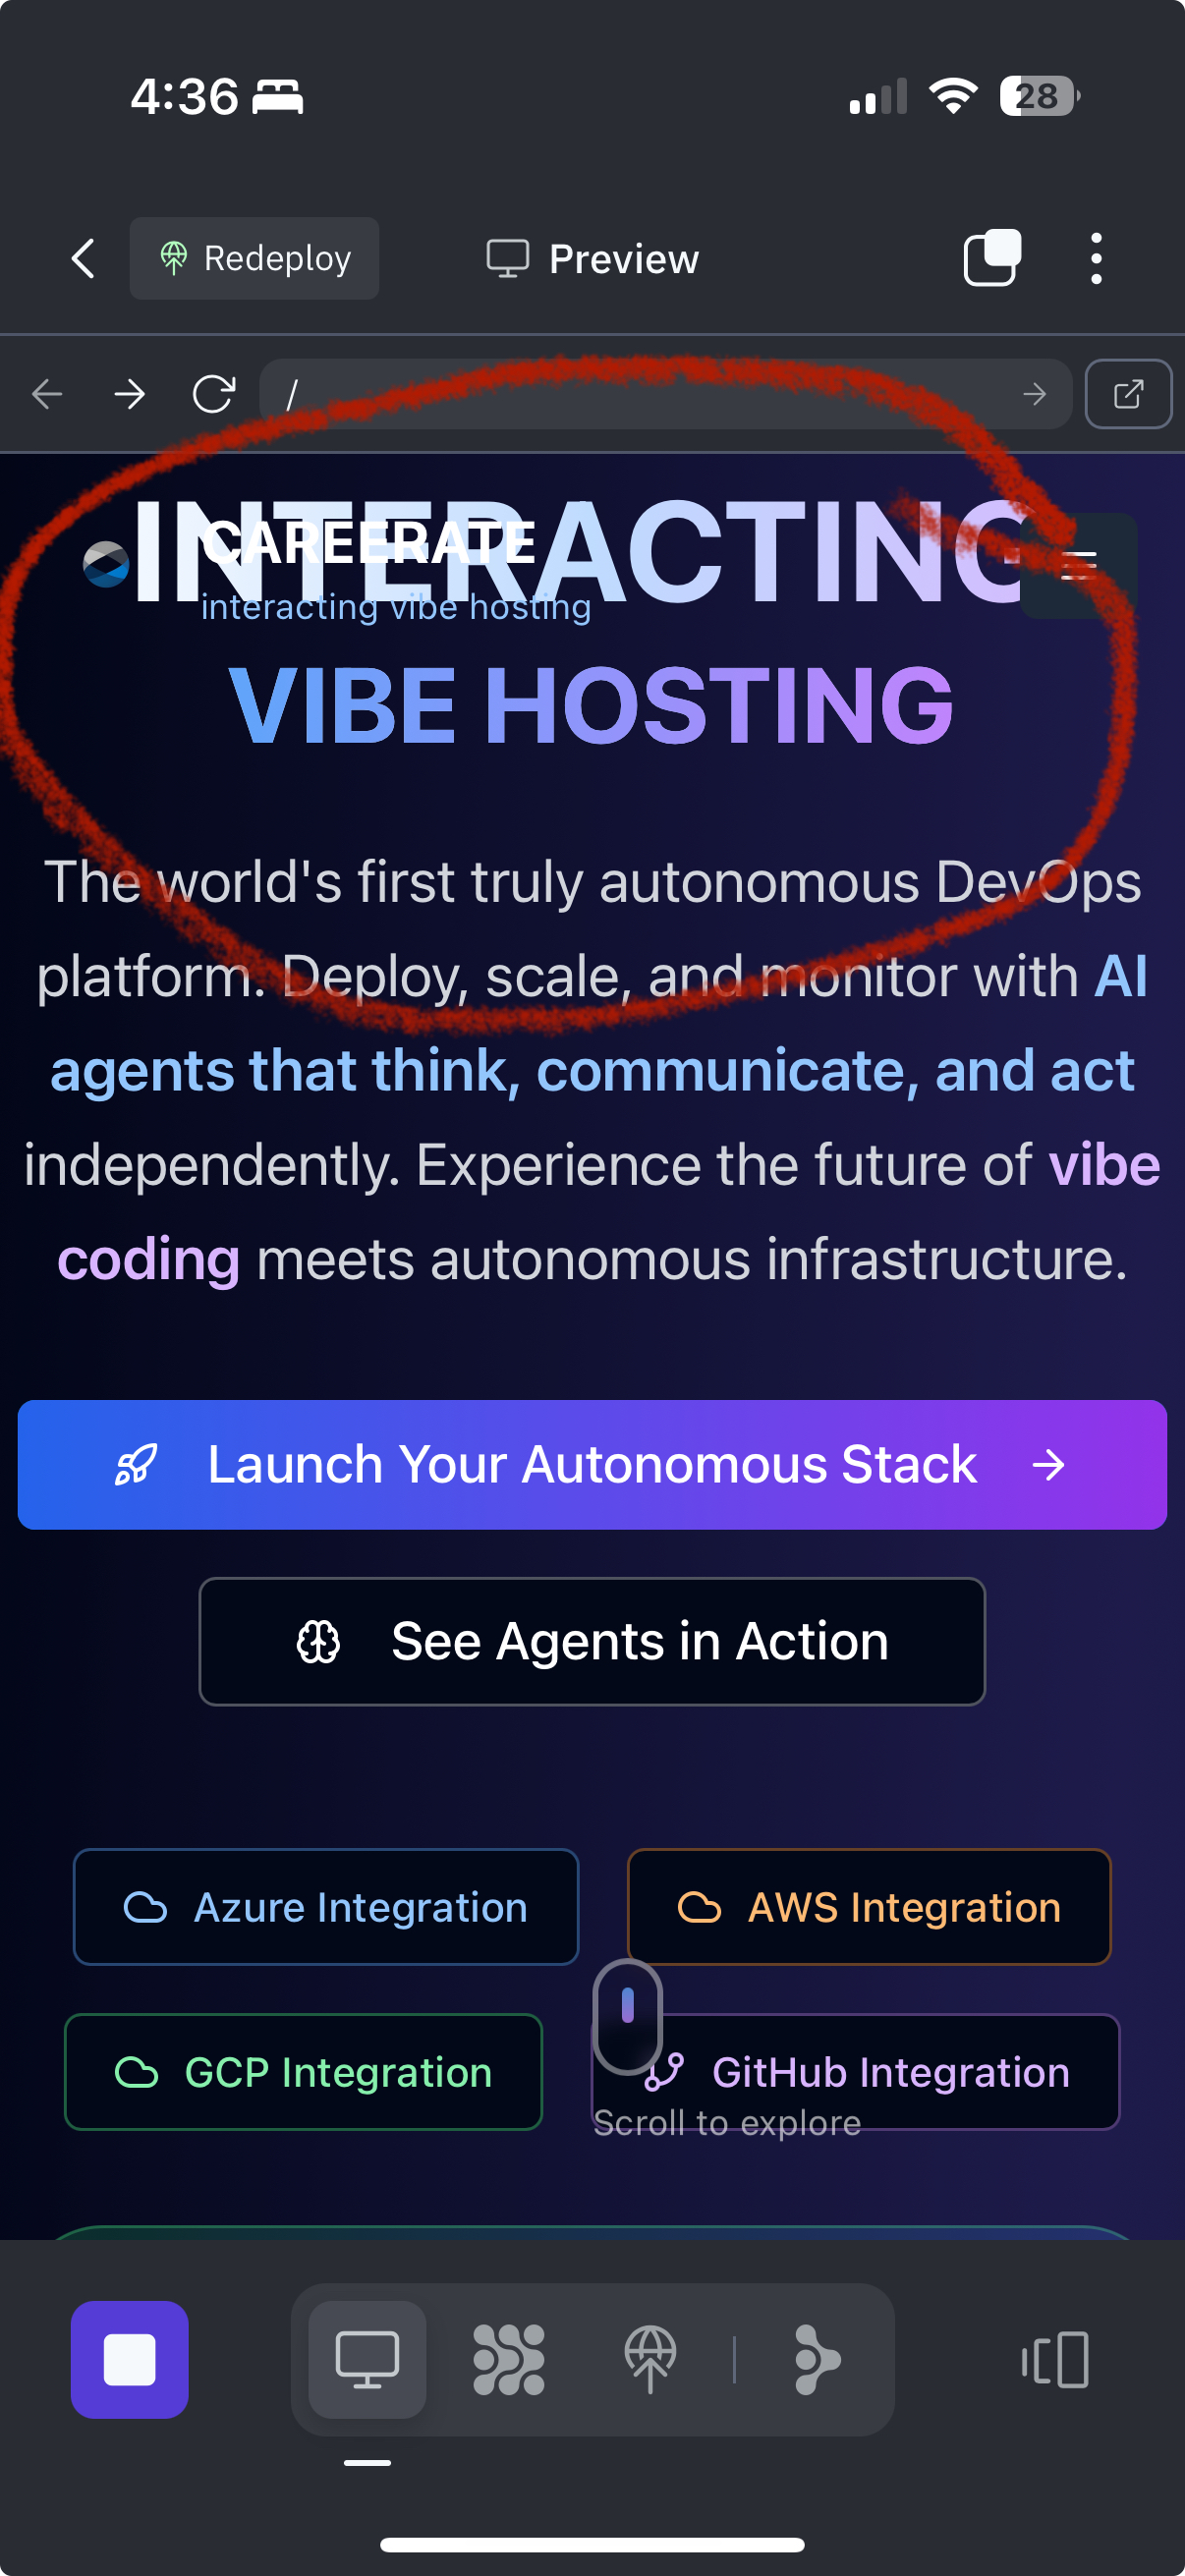 4:36
28
Redeploy
Preview
/
INTERACTING
CAREERATE
interacting vibe hosting
VIBE HOSTING
The world's first truly autonomous DevOps
platform. Deploy, scale, and monitor with AI
agents that think, communicate, and act
independently. Experience the future of vibe
coding meets autonomous infrastructure.
Launch Your Autonomous Stack
See Agents in Action
Azure Integration
AWS Integration
GCP Integration
GitHub Integration
Scroll to explore